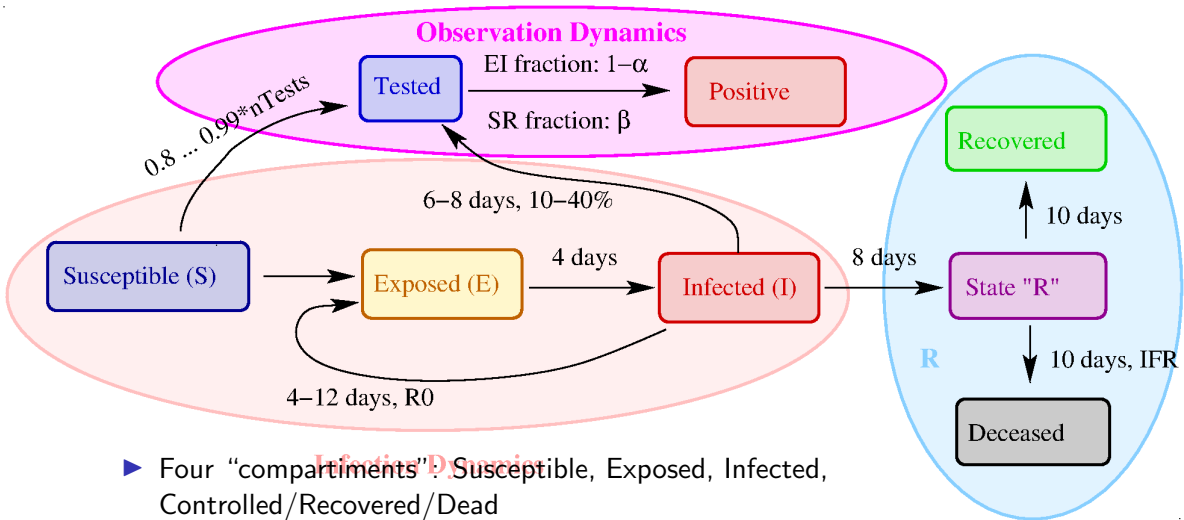 Observation Dynamics
Tested
EI fraction: 1−α
SR fraction: β
Positive
0.8 ... 0.99*nTests
6−8 days, 10−40%
Susceptible (S)
Exposed (E)
4 days
Infected (I)
8 days
4−12 days, R0
Recovered
10 days
State "R"
R
10 days, IFR
Deceased
Infection Dynamics
Four “compartiments”: Susceptible, Exposed, Infected,
Controlled/Recovered/Dead